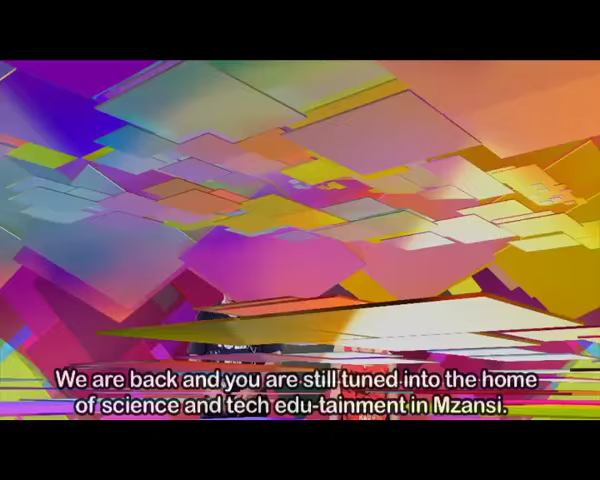 We are back and you are still tuned into the home
of science and tech edu-tainment in Mzansi.